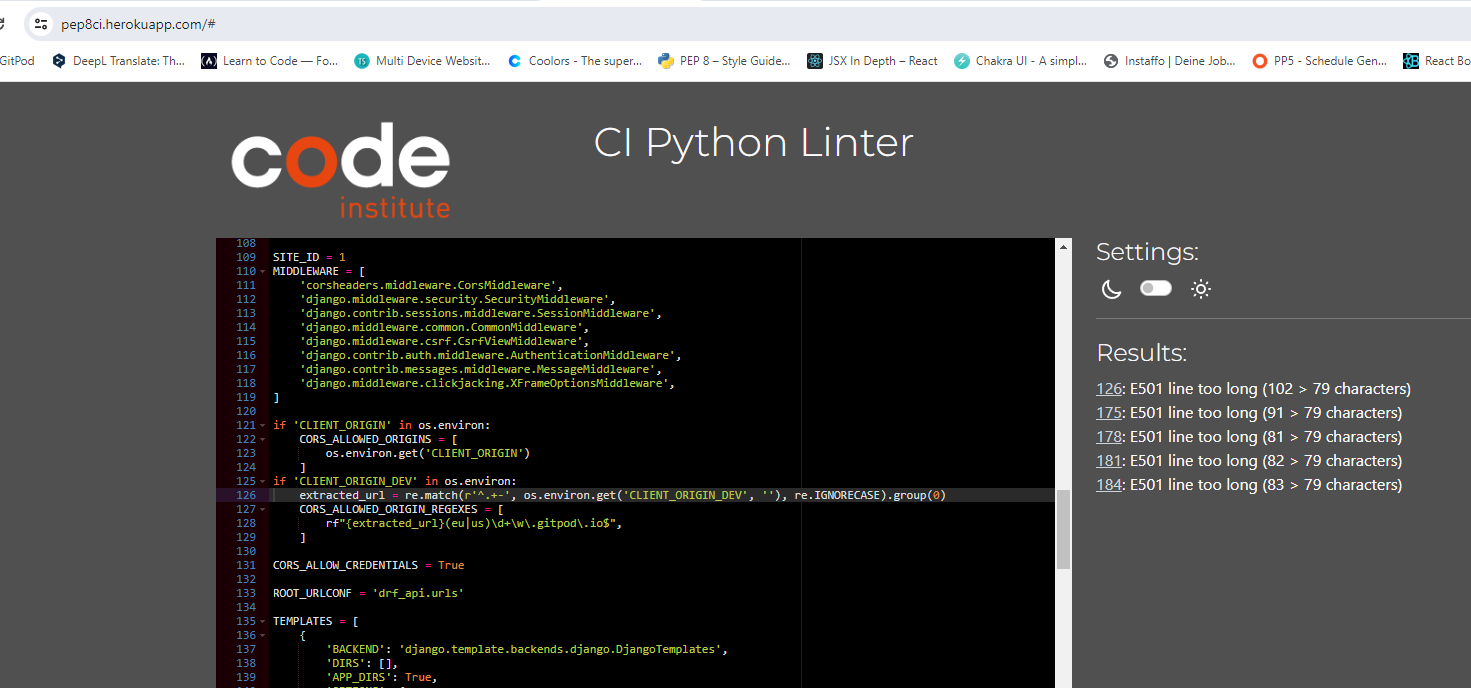 pep8ci.herokuapp.com/#
GitPod DeepL Translate: Th... Learn to Code — Fo... TS Multi Device Websit... Coolors - The super... PEP 8 – Style Guide... JSX In Depth – React Chakra UI - A simpl... Instaffo | Deine Job... PP5 - Schedule Gen... React Bo
code
institute
CI Python Linter
108
109 SITE_ID = 1
110 MIDDLEWARE = [
111 'corsheaders.middleware.CorsMiddleware',
112 'django.middleware.security.SecurityMiddleware',
113 'django.contrib.sessions.middleware.SessionMiddleware',
114 'django.middleware.common.CommonMiddleware',
115 'django.middleware.csrf.CsrfViewMiddleware',
116 'django.contrib.auth.middleware.AuthenticationMiddleware',
117 'django.contrib.messages.middleware.MessageMiddleware',
118 'django.middleware.clickjacking.XFrameOptionsMiddleware',
119 ]
120
121 if 'CLIENT_ORIGIN' in os.environ:
122 CORS_ALLOWED_ORIGINS = [
123 os.environ.get('CLIENT_ORIGIN')
124 ]
125 if 'CLIENT_ORIGIN_DEV' in os.environ:
126 extracted_url = re.match(r'^.+-', os.environ.get('CLIENT_ORIGIN_DEV', ''), re.IGNORECASE).group(0)
127 CORS_ALLOWED_ORIGIN_REGEXES = [
128 rf"{extracted_url}(eu|us)\d+\w\.gitpod\.io$",
129 ]
130
131 CORS_ALLOW_CREDENTIALS = True
132
133 ROOT_URLCONF = 'drf_api.urls'
134
135 TEMPLATES = [
136 {
137 'BACKEND': 'django.template.backends.django.DjangoTemplates',
138 'DIRS': [],
139 'APP_DIRS': True,
Settings:
Results:
126: E501 line too long (102 > 79 characters)
175: E501 line too long (91 > 79 characters)
178: E501 line too long (81 > 79 characters)
181: E501 line too long (82 > 79 characters)
184: E501 line too long (83 > 79 characters)